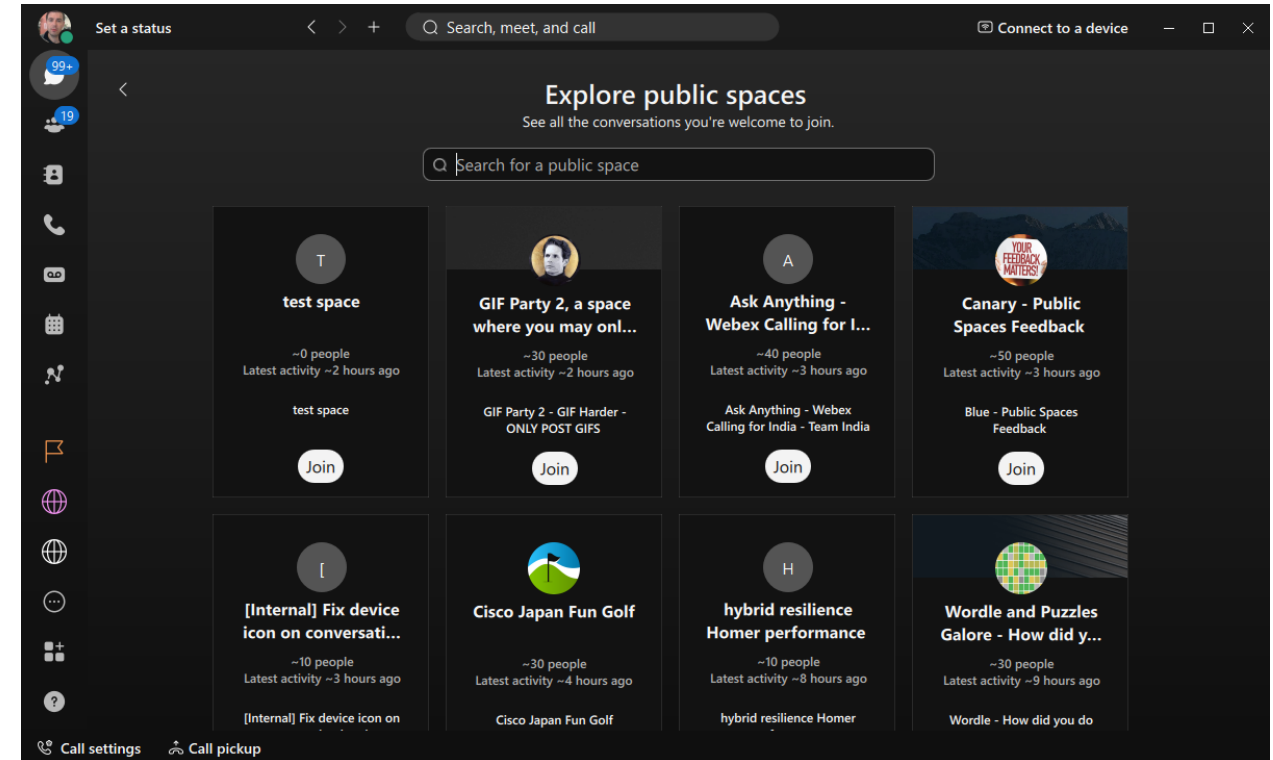 Set a status
Search, meet, and call
Connect to a device
99+
19
Explore public spaces
See all the conversations you're welcome to join.
Search for a public space
T
test space
~0 people
Latest activity ~2 hours ago
test space
Join
GIF Party 2, a space
where you may onl...
~30 people
Latest activity ~2 hours ago
GIF Party 2 - GIF Harder -
ONLY POST GIFS
Join
A
Ask Anything -
Webex Calling for I...
~40 people
Latest activity ~3 hours ago
Ask Anything - Webex
Calling for India - Team India
Join
YOUR
FEEDBACK
MATTERS!
Canary - Public
Spaces Feedback
~50 people
Latest activity ~3 hours ago
Blue - Public Spaces
Feedback
Join
[
[Internal] Fix device
icon on conversati...
~10 people
Latest activity ~3 hours ago
[Internal] Fix device icon on
Cisco Japan Fun Golf
~30 people
Latest activity ~4 hours ago
Cisco Japan Fun Golf
H
hybrid resilience
Homer performance
~10 people
Latest activity ~8 hours ago
hybrid resilience Homer
Wordle and Puzzles
Galore - How did y...
~30 people
Latest activity ~9 hours ago
Wordle - How did you do
Call settings
Call pickup